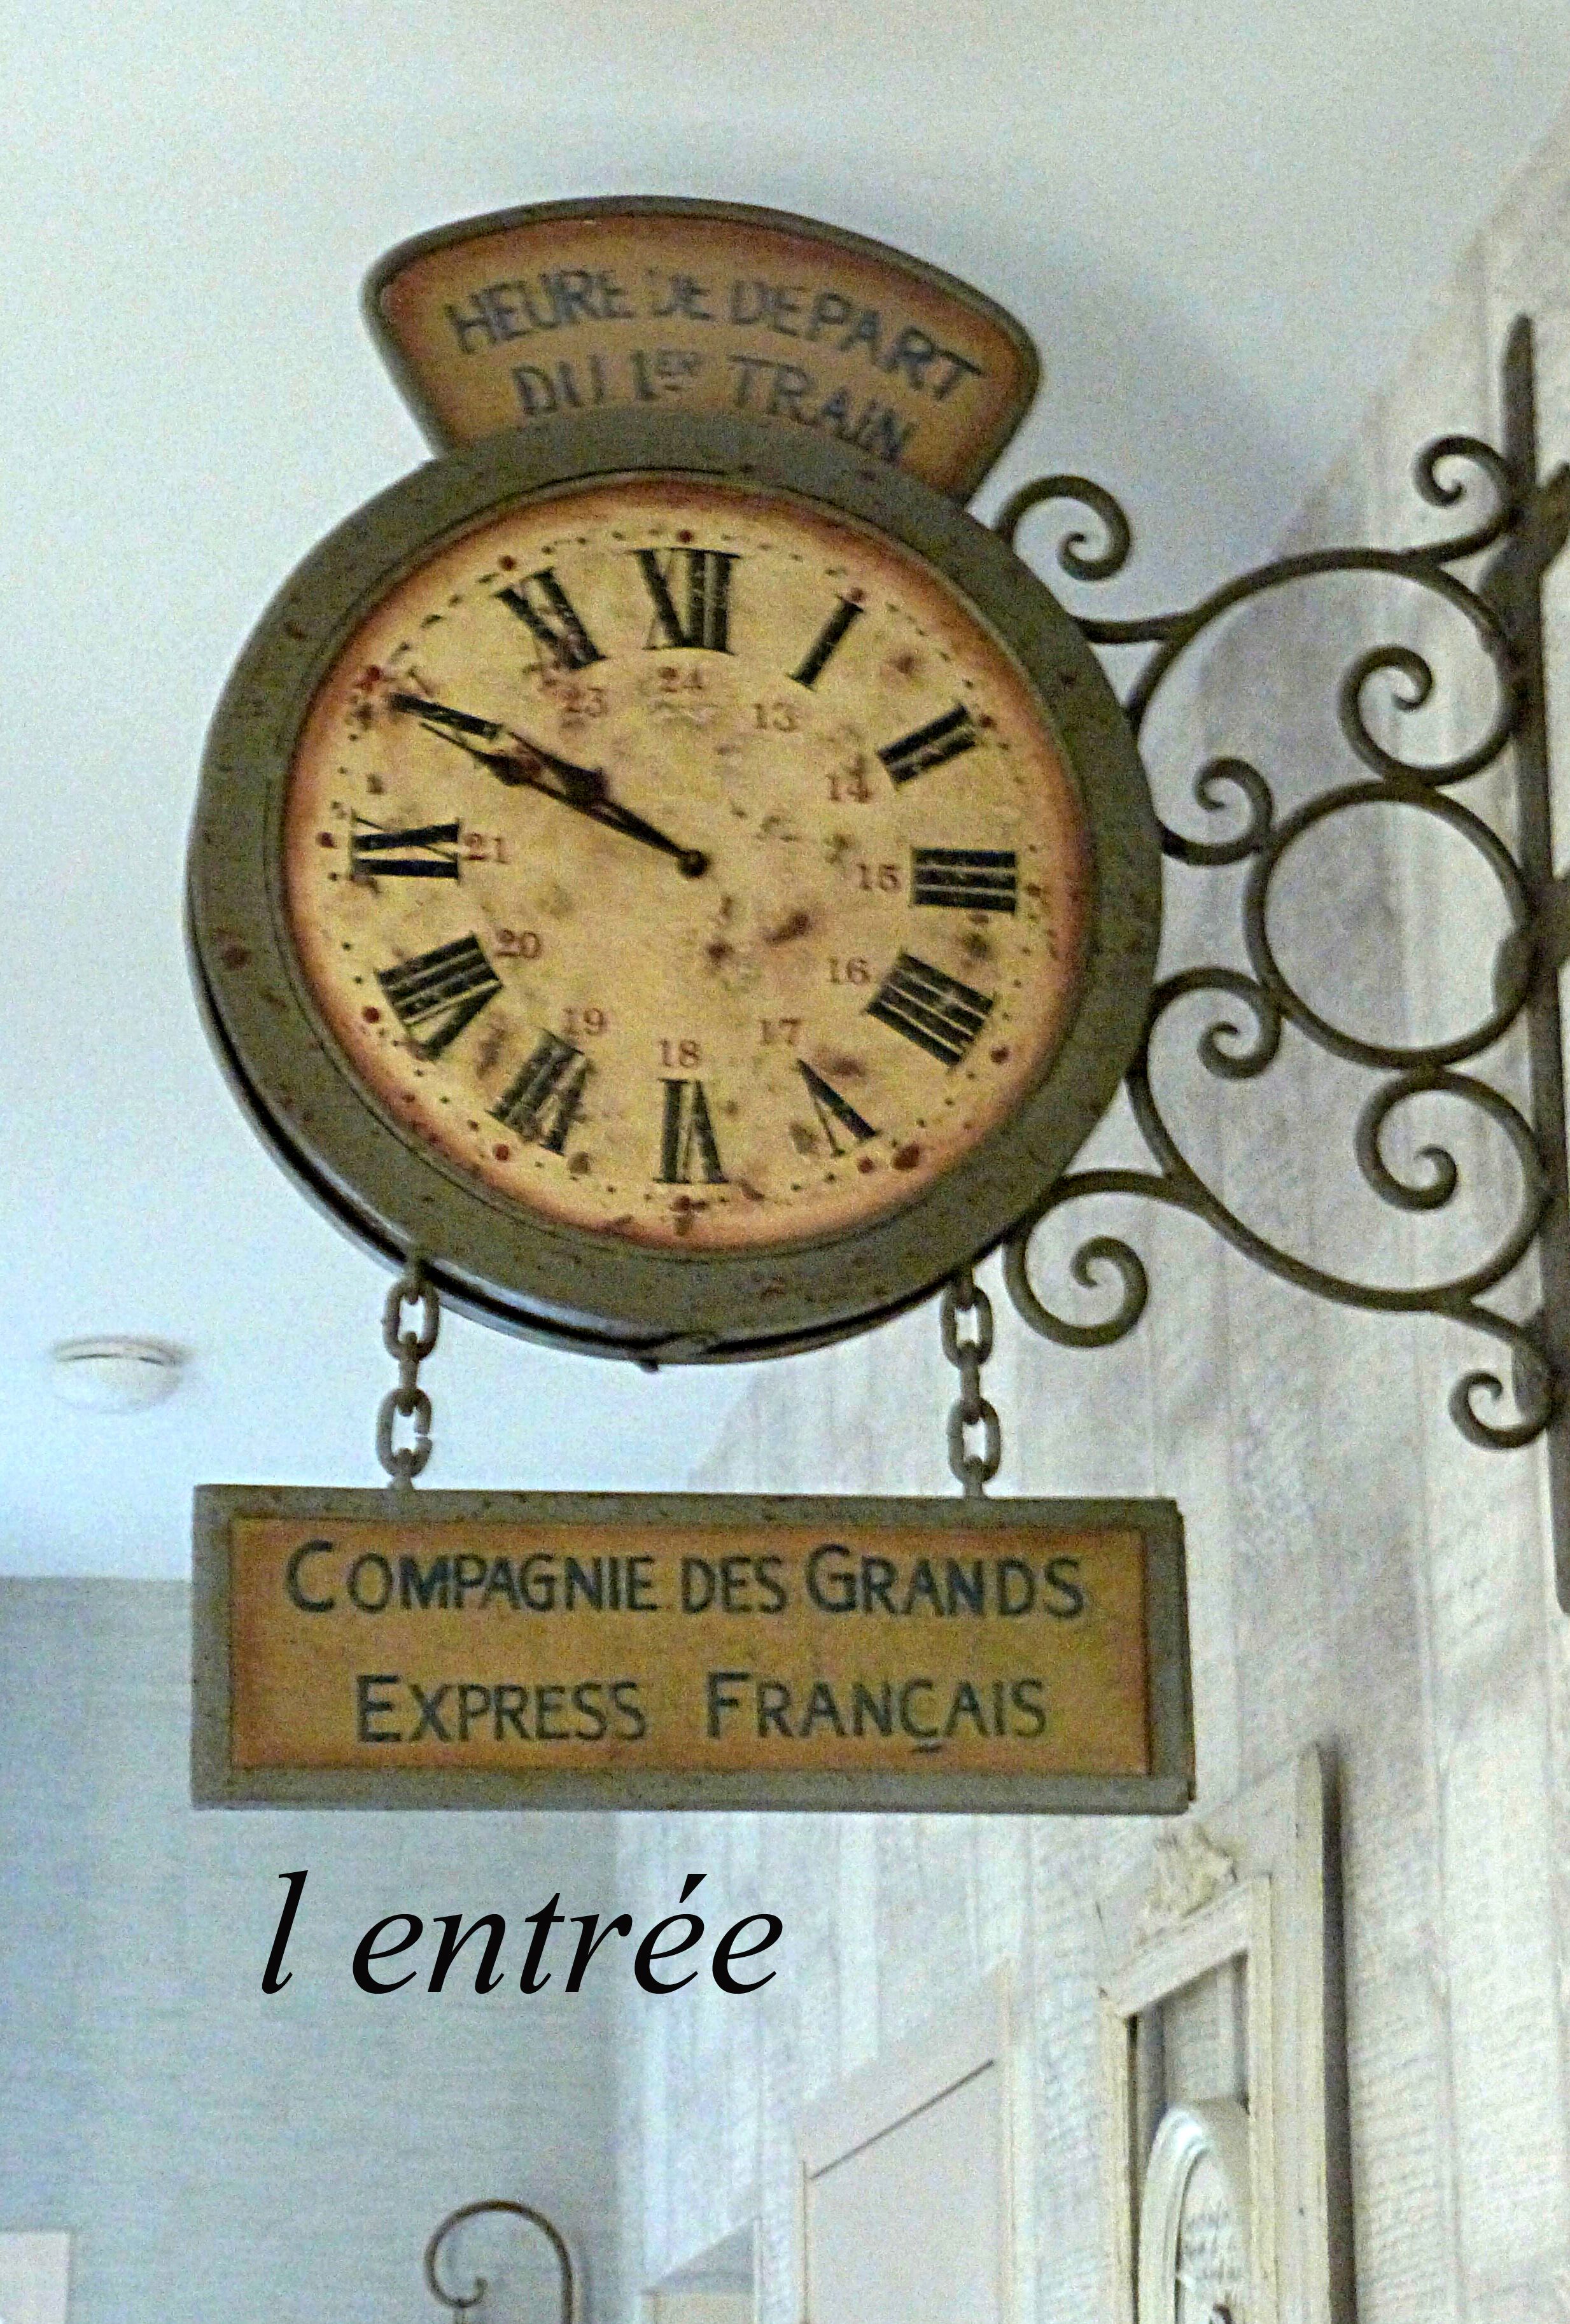 HEURE DE DEPART
DU 1ER TRAIN
XII
XI
I
24
23
13
II
14
IX
21
15
III
20
16
VIII
IIII
19
17
18
VII
VI
V
COMPAGNIE DES GRANDS
EXPRESS FRANÇAIS
l entrée